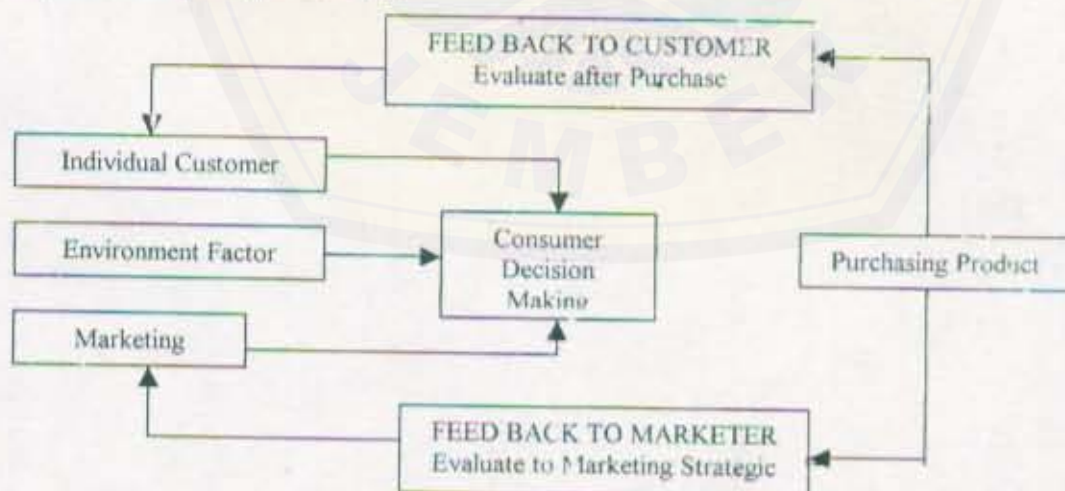 FEED BACK TO CUSTOMER
Evaluate after Purchase
Individual Customer
Environment Factor
Marketing
Consumer
Decision
Making
Purchasing Product
FEED BACK TO MARKETER
Evaluate to Marketing Strategic
JEMBER